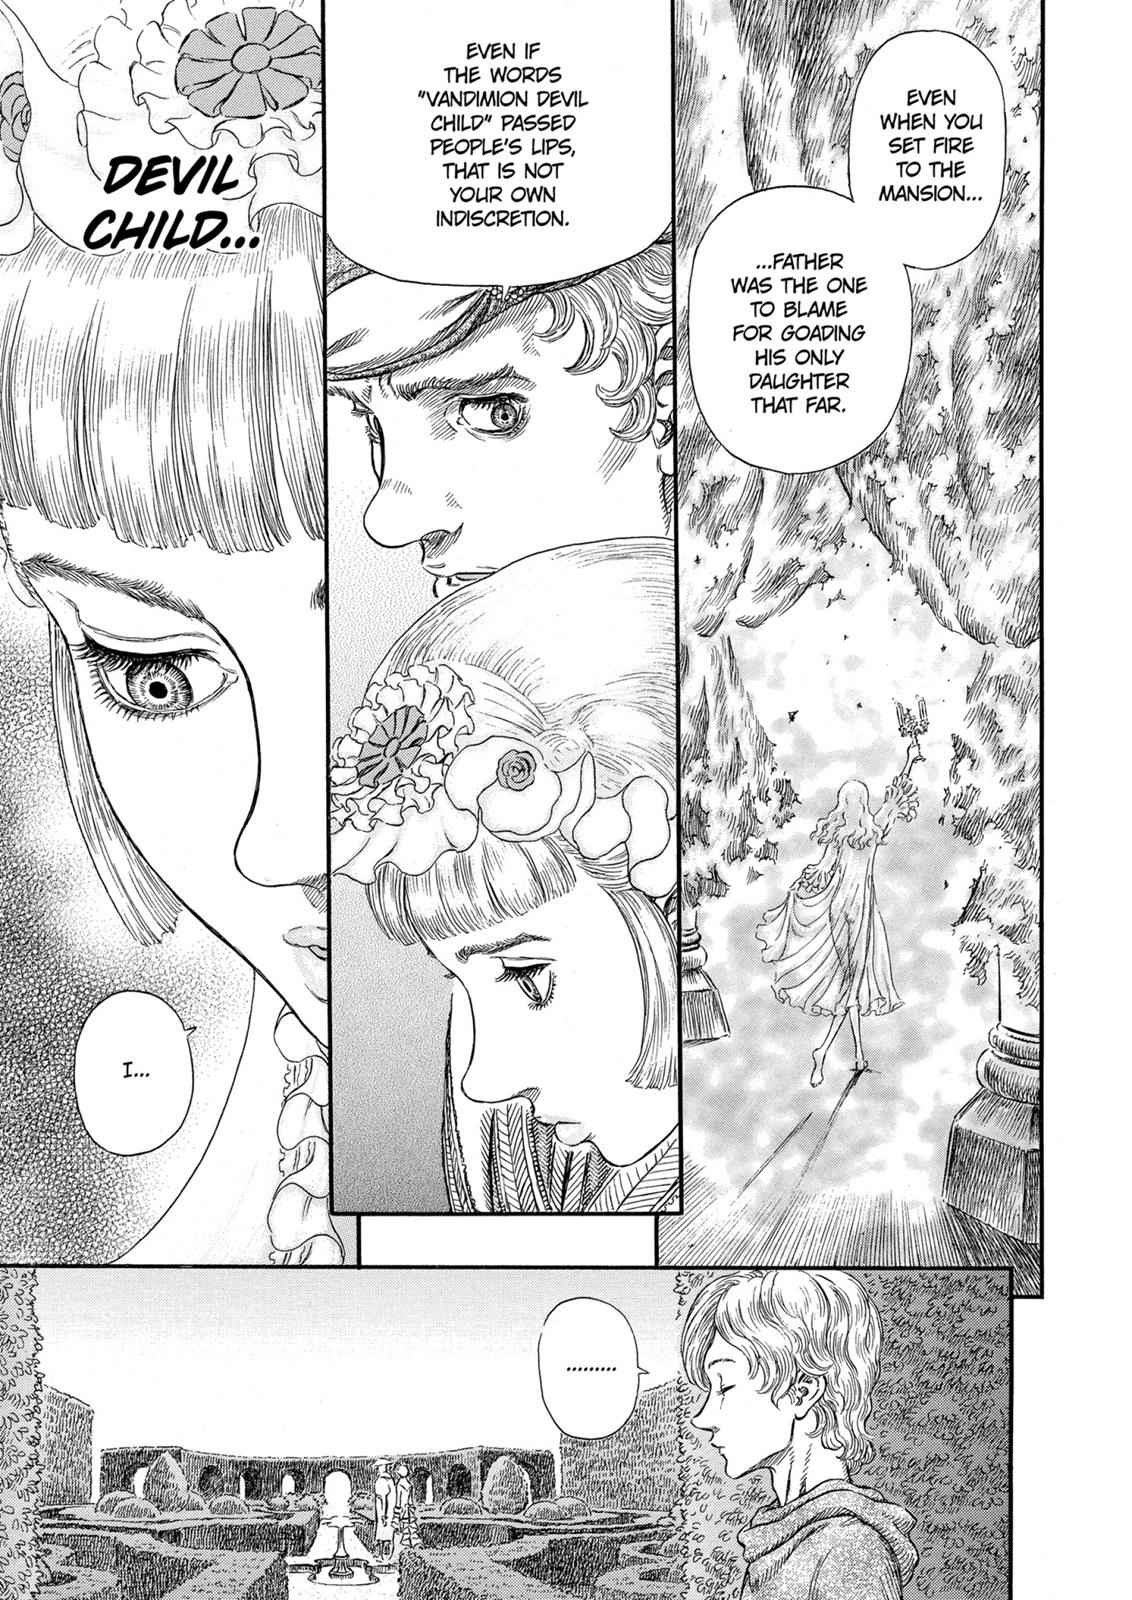 EVEN
WHEN YOU
SET FIRE
TO THE
MANSION...
...FATHER
WAS THE ONE
TO BLAME
FOR GOADING
HIS ONLY
DAUGHTER
THAT FAR.
EVEN IF
THE WORDS
"VANDIMION DEVIL
CHILD" PASSED
PEOPLE'S LIPS,
THAT IS NOT
YOUR OWN
INDISCRETION.
DEVIL
CHILD...
I...
.........